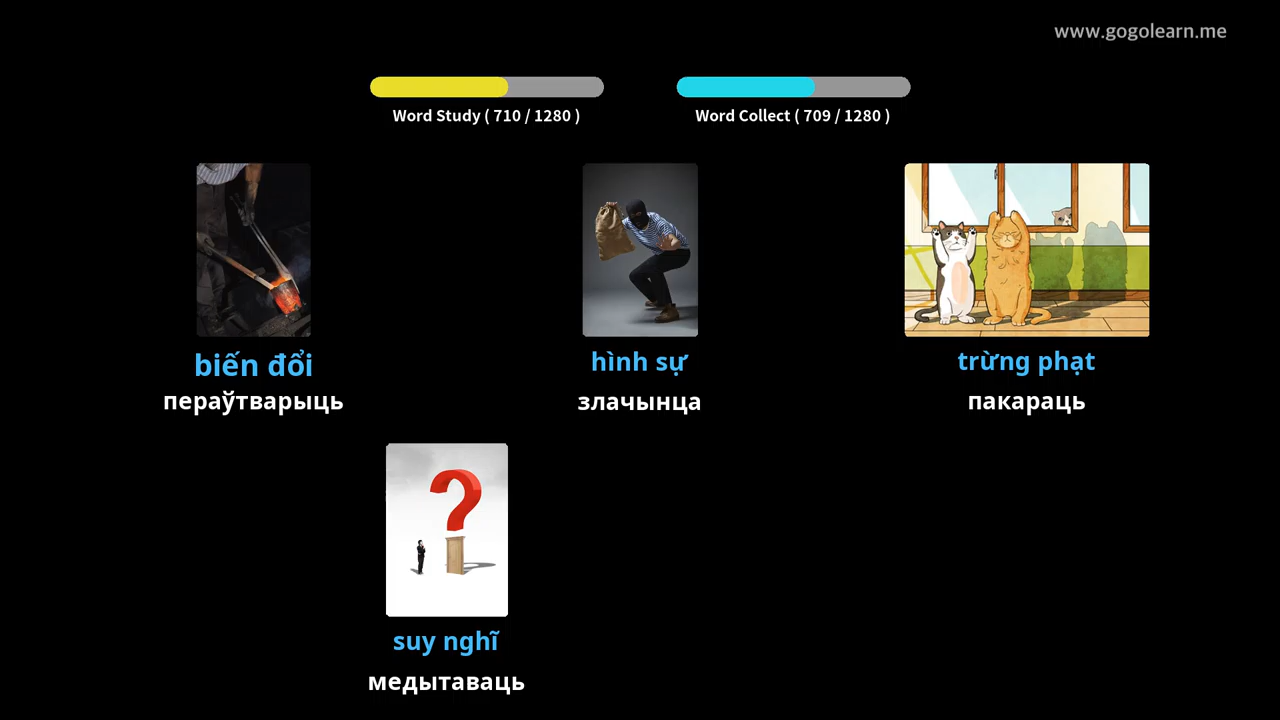 www.gogolearn.me
Word Study ( 710 / 1280 )
Word Collect ( 709 / 1280 )
biến đổi
пераўтварыць
hình sự
злачынца
trừng phạt
пакараць
suy nghĩ
медытаваць